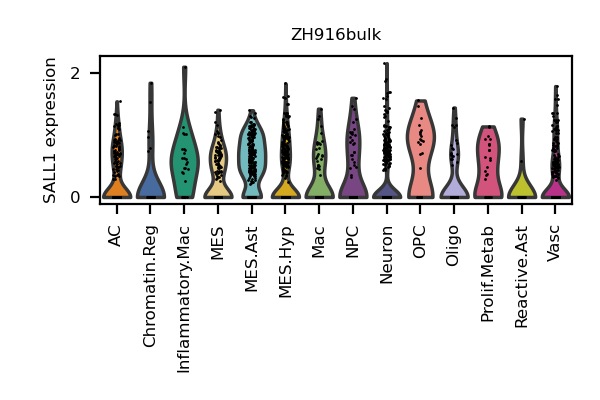 ZH916bulk
SALL1 expression
2
0
AC
Chromatin.Reg
Inflammatory.Mac
MES
MES.Ast
MES.Hyp
Mac
NPC
Neuron
OPC
Oligo
Prolif.Metab
Reactive.Ast
Vasc